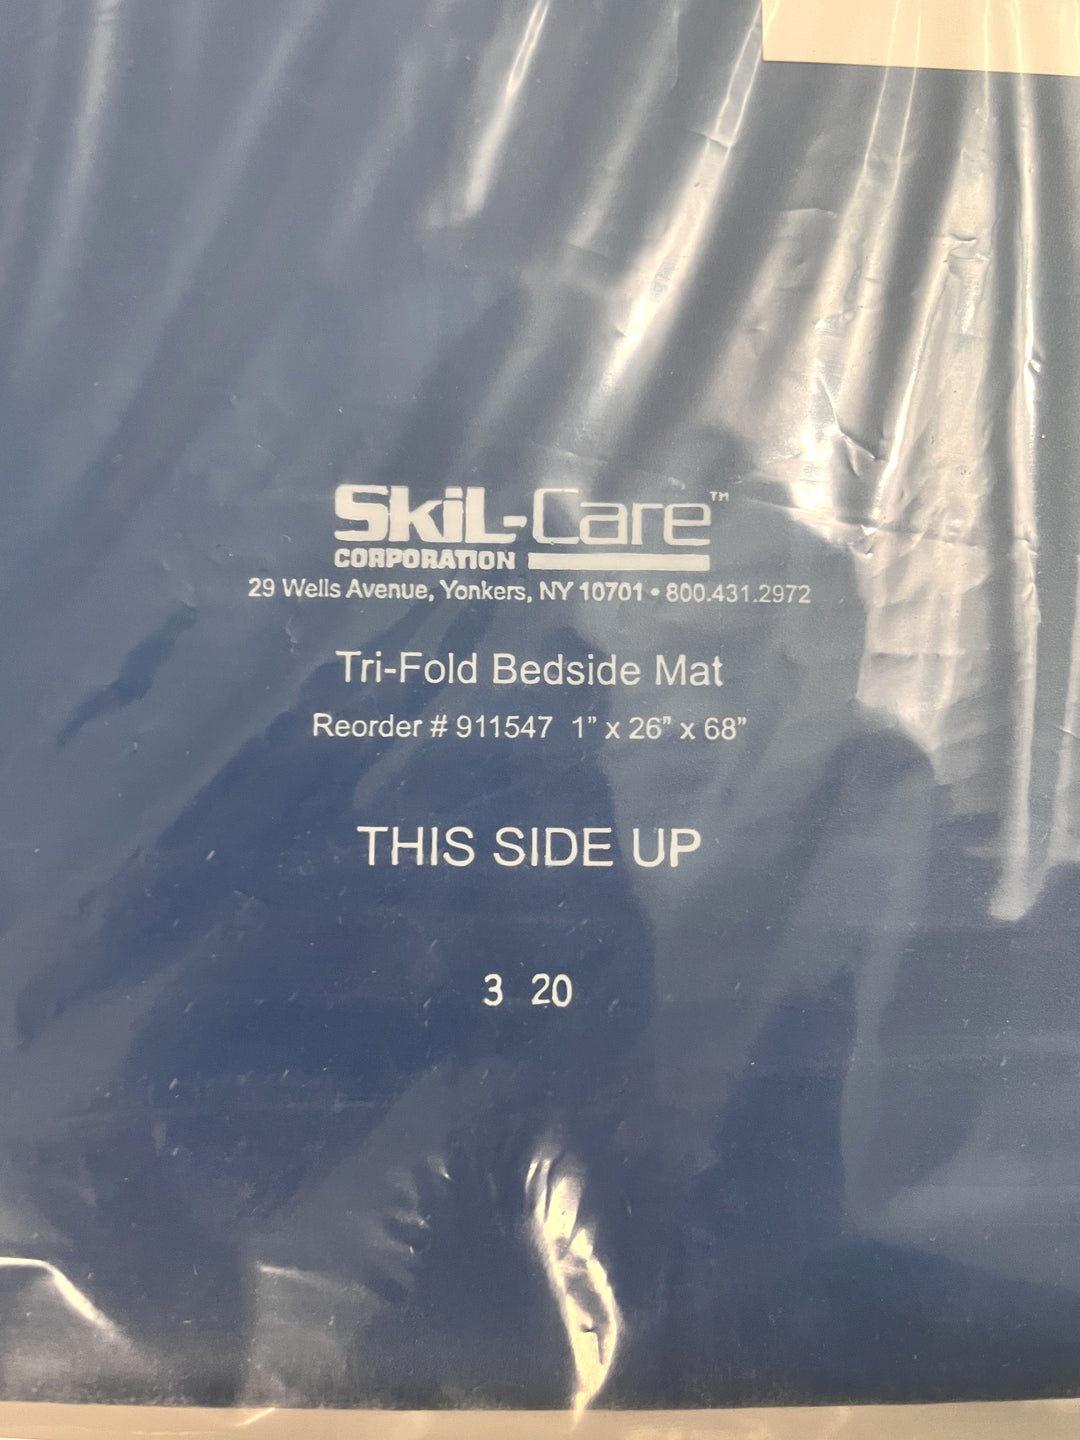 SKiL-Care™
CORPORATION
29 Wells Avenue, Yonkers, NY 10701 • 800.431.2972
Tri-Fold Bedside Mat
Reorder # 911547 1” x 26” x 68”
THIS SIDE UP
3 20